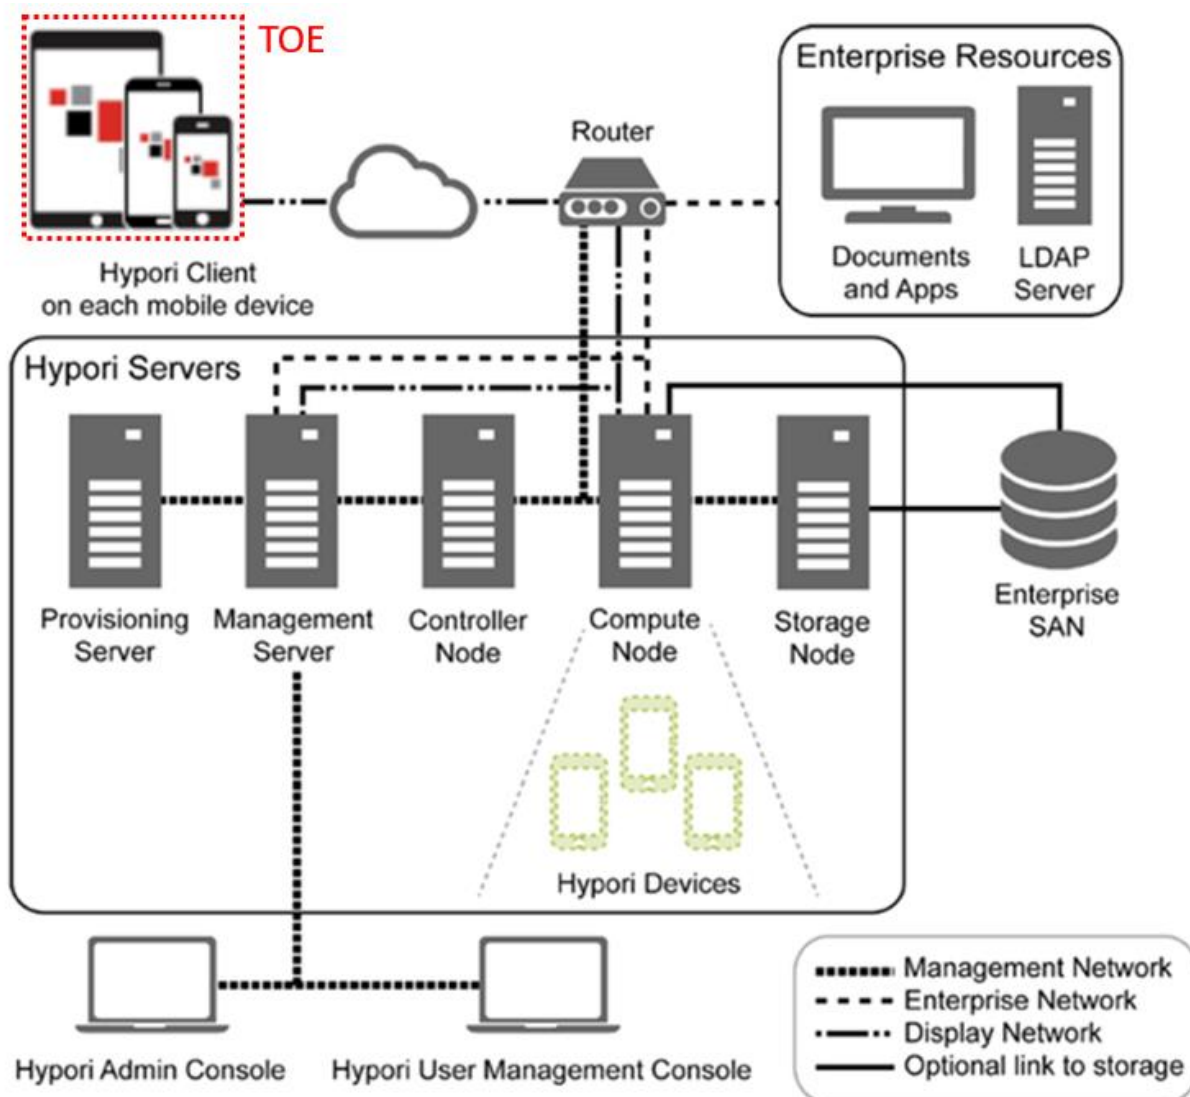 TOE
Enterprise Resources
Router
Documents
and Apps
LDAP
Server
Hypori Client
on each mobile device
Hypori Servers
Provisioning
Server
Management
Server
Controller
Node
Compute
Node
Storage
Node
Enterprise
SAN
Hypori Devices
Hypori Admin Console
Hypori User Management Console
Management Network
Enterprise Network
Display Network
Optional link to storage